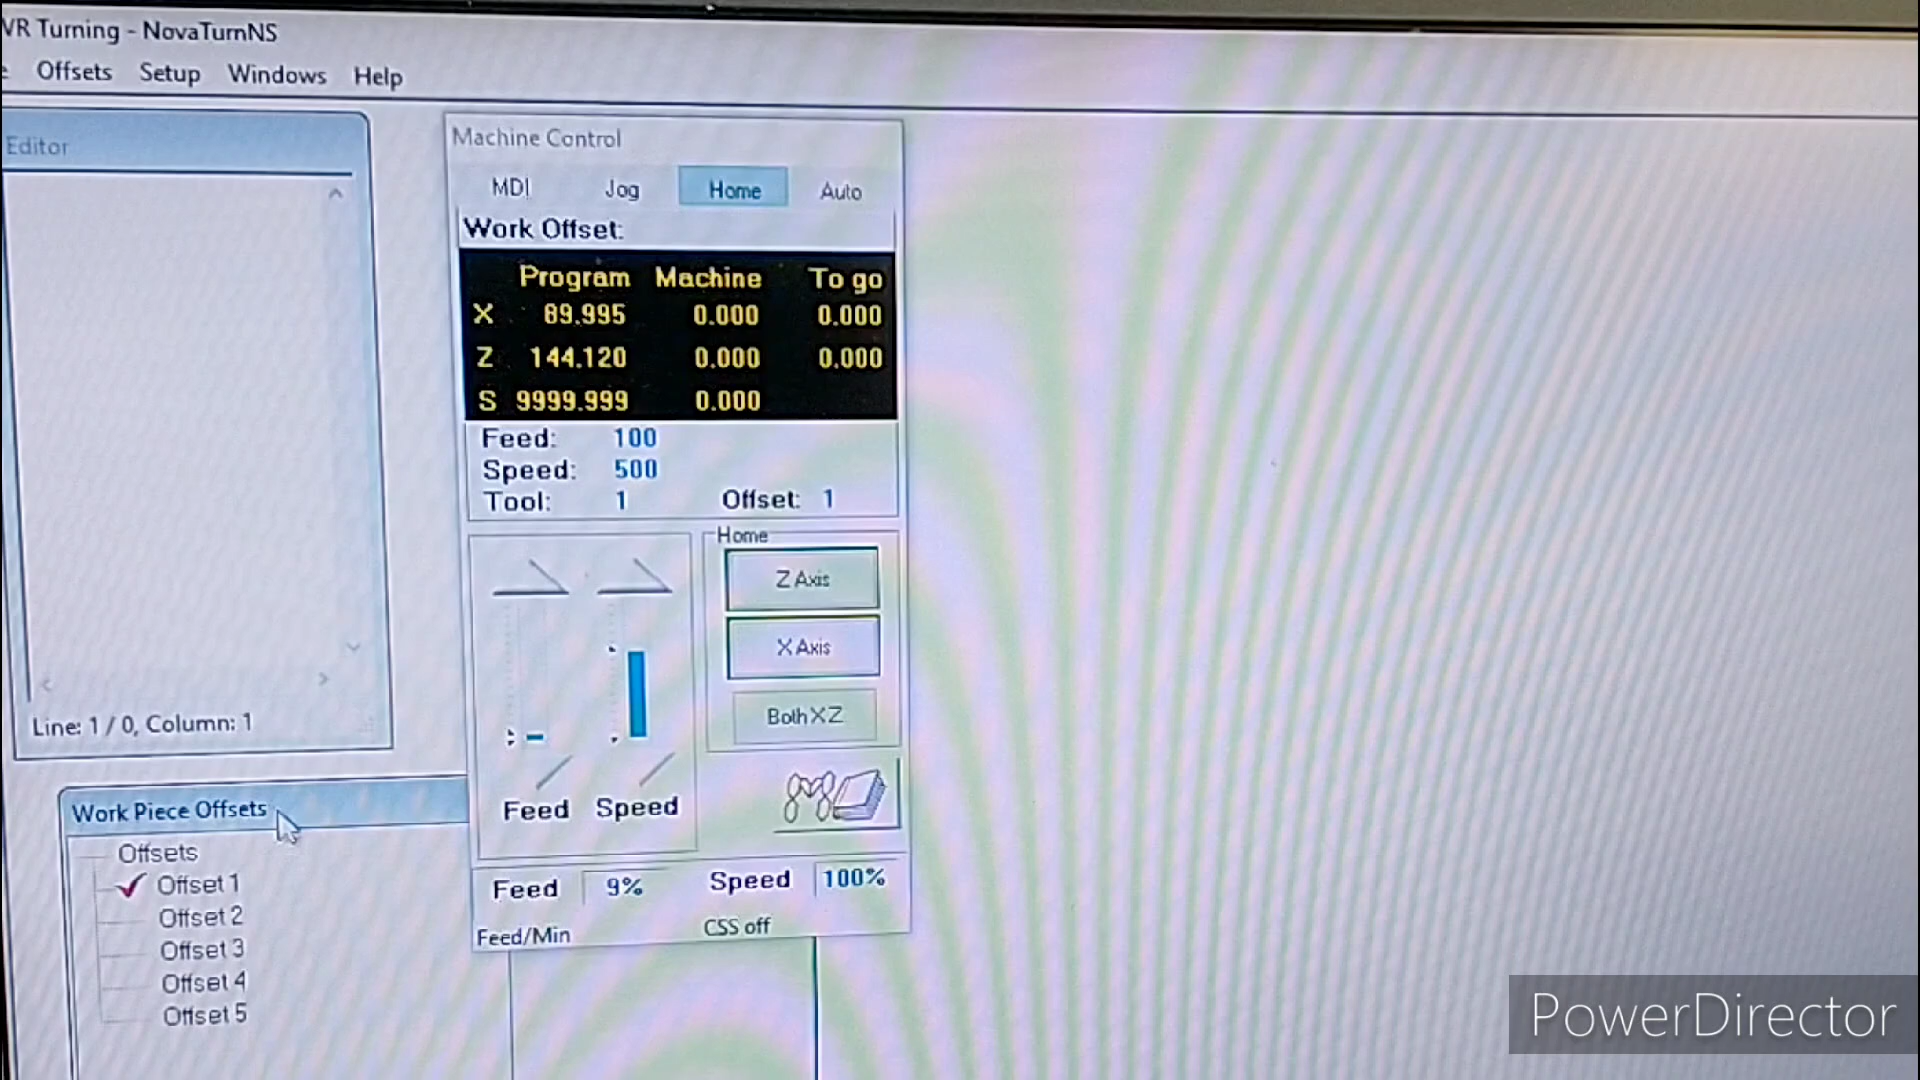 VR Turning - NovaTurnNS
Offsets Setup Windows Help
Editor
Line: 1 / 0, Column: 1
Machine Control
MDI Jog Home Auto
Work Offset:
Program Machine To go
X 89.995 0.000 0.000
Z 144.120 0.000 0.000
S 9999.999 0.000
Feed: 100
Speed: 500
Tool: 1 Offset: 1
Home
Z Axis
X Axis
Both XZ
Feed Speed
Feed 9% Speed 100%
Feed/Min CSS off
Work Piece Offsets
Offsets
Offset 1
Offset 2
Offset 3
Offset 4
Offset 5
PowerDirector